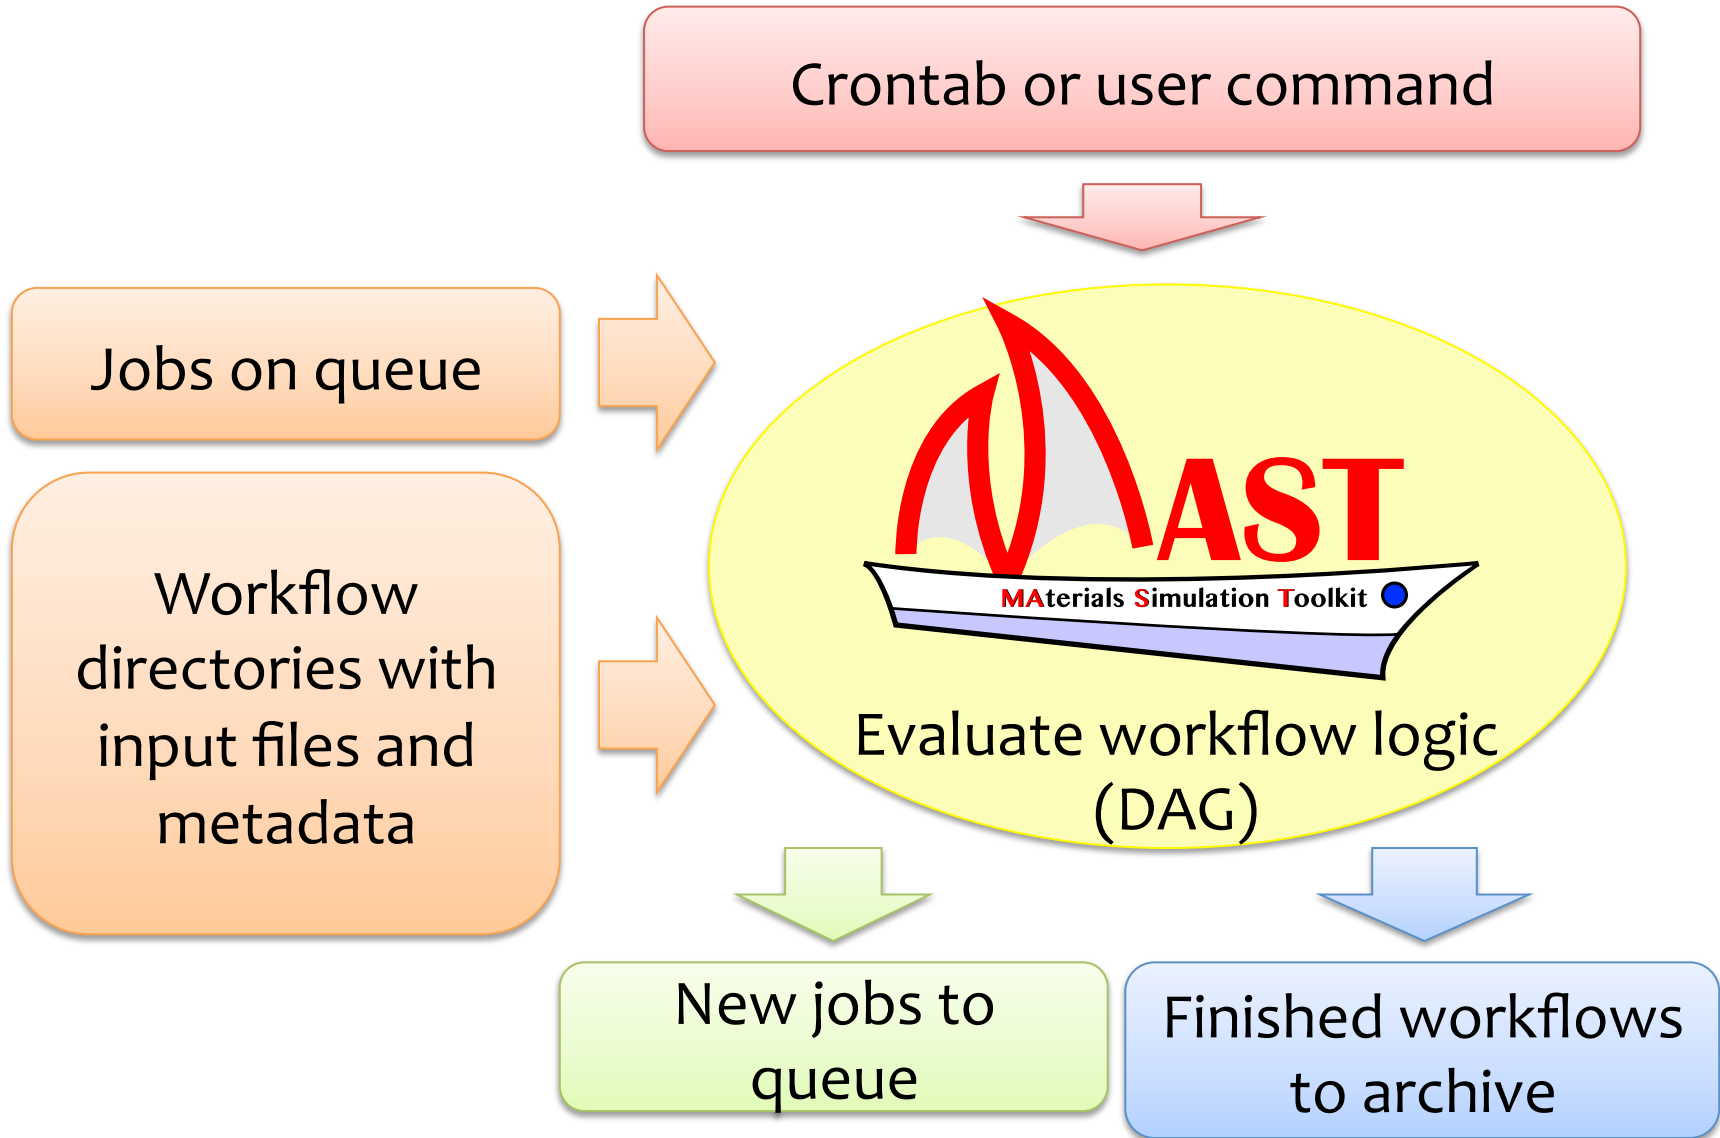 Crontab or user command
Jobs on queue
Workflow
directories with
input files and
metadata
MAST
MAterials Simulation Toolkit
Evaluate workflow logic
(DAG)
New jobs to
queue
Finished workflows
to archive